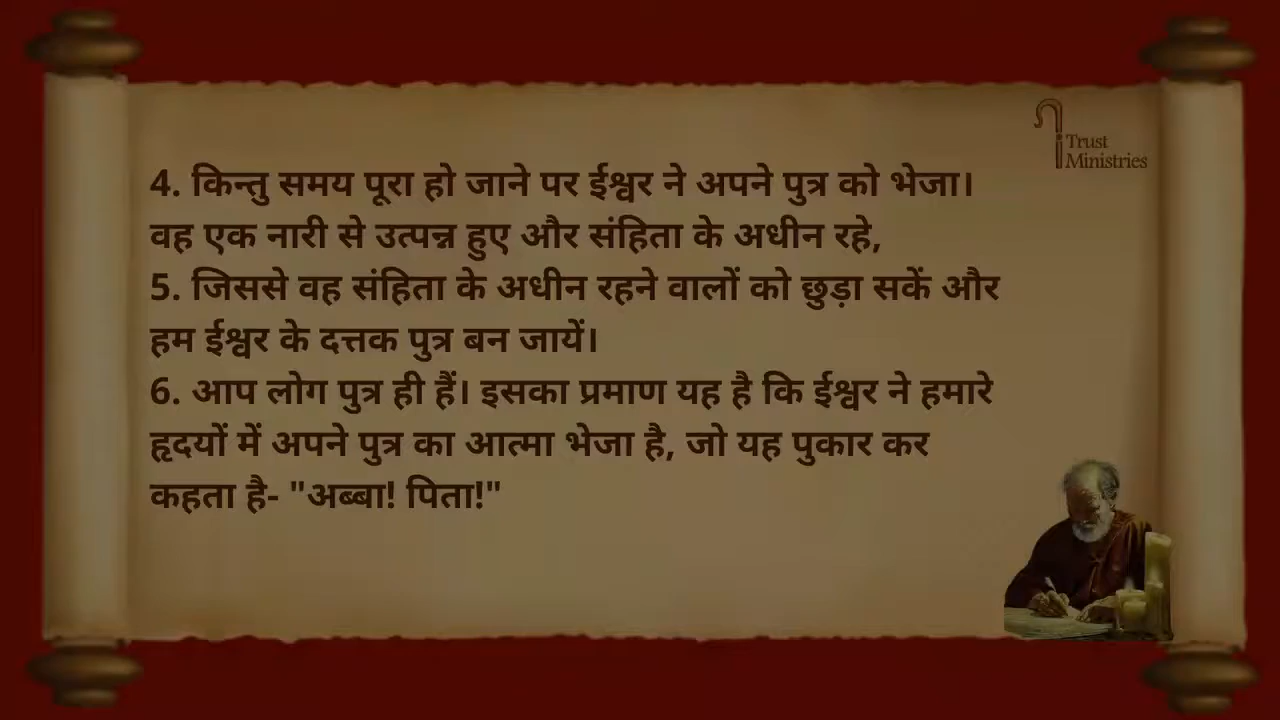 Trust
Ministries
4. किन्तु समय पूरा हो जाने पर ईश्वर ने अपने पुत्र को भेजा।
वह एक नारी से उत्पन्न हुए और संहिता के अधीन रहे,
5. जिससे वह संहिता के अधीन रहने वालों को छुड़ा सकें और
हम ईश्वर के दत्तक पुत्र बन जायें।
6. आप लोग पुत्र ही हैं। इसका प्रमाण यह है कि ईश्वर ने हमारे
हृदयों में अपने पुत्र का आत्मा भेजा है, जो यह पुकार कर
कहता है- "अब्बा! पिता!"